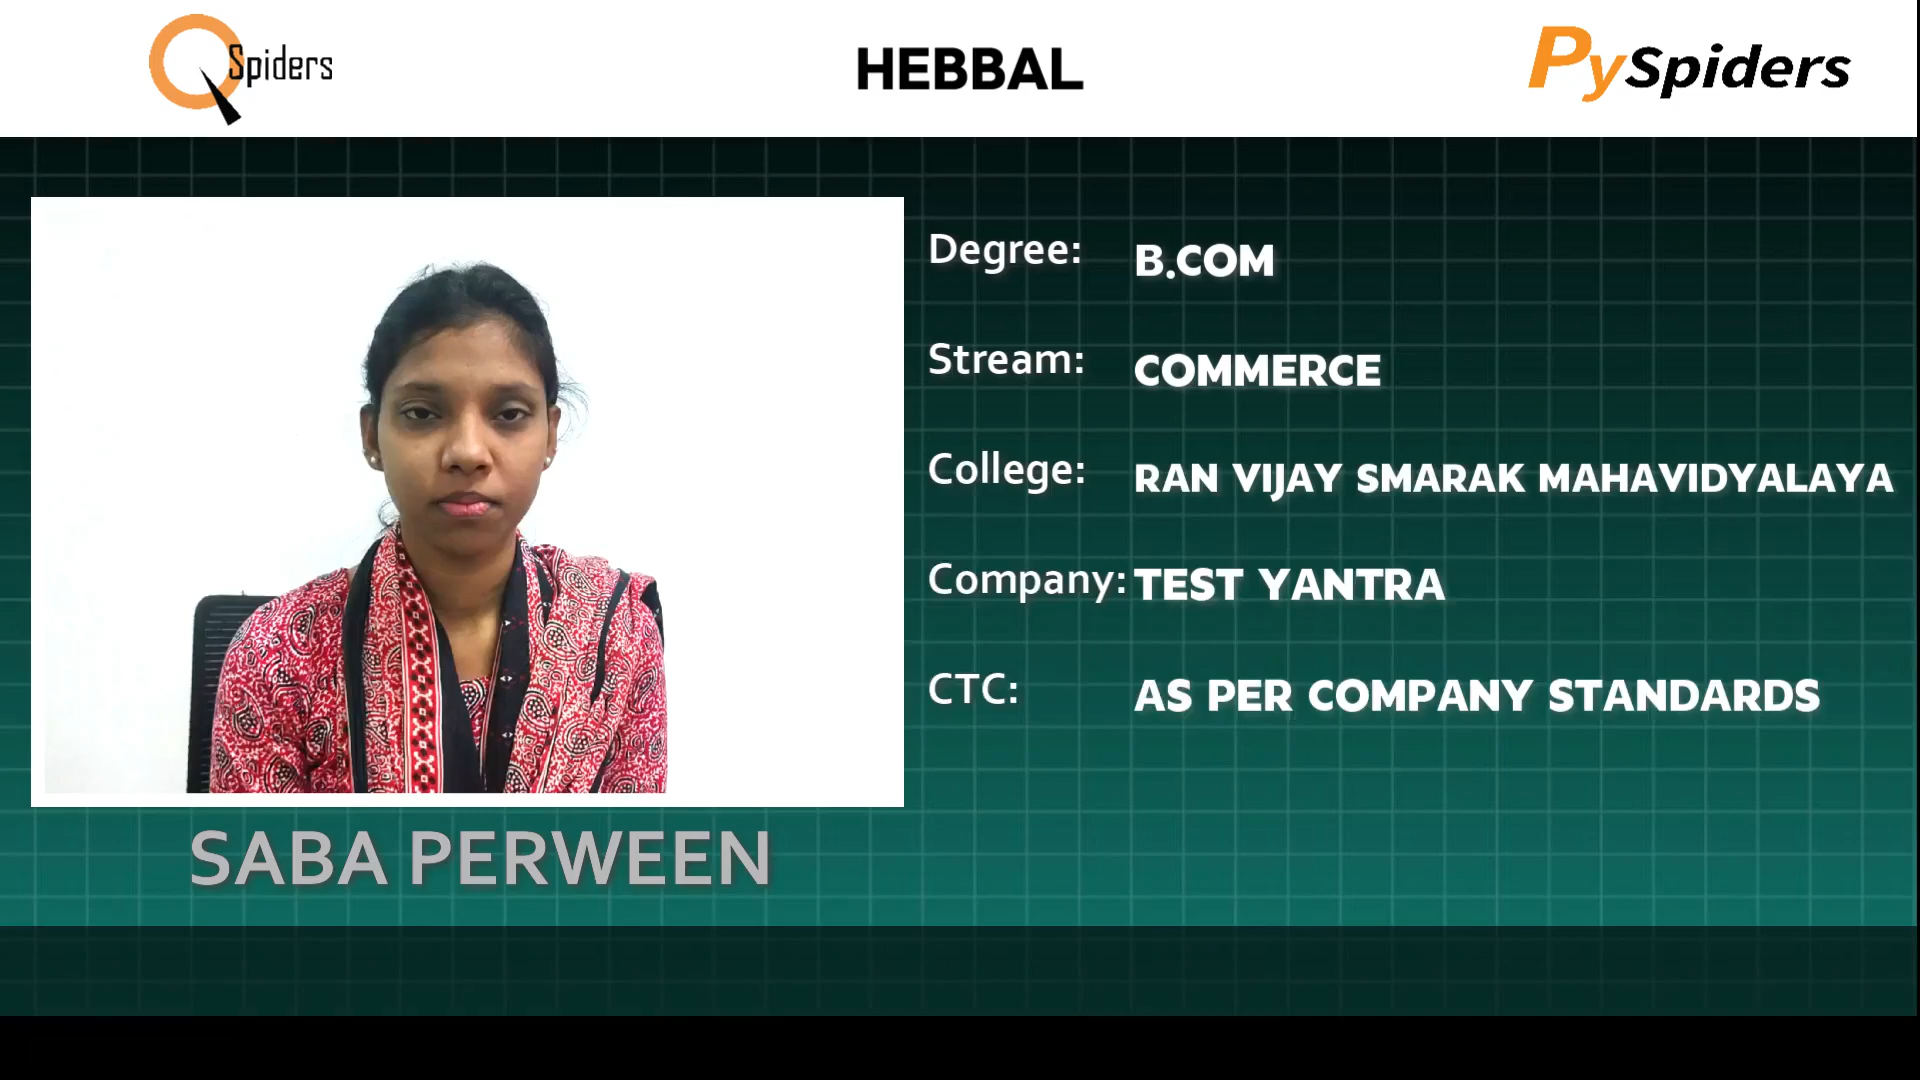 QSpiders
HEBBAL
PySpiders
Degree: B.COM
Stream: COMMERCE
College: RAN VIJAY SMARAK MAHAVIDYALAYA
Company: TEST YANTRA
CTC: AS PER COMPANY STANDARDS
SABA PERWEEN